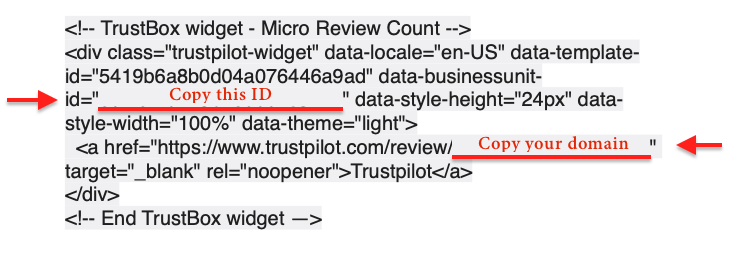 <!-- TrustBox widget - Micro Review Count -->
<div class="trustpilot-widget" data-locale="en-US" data-template-
id="5419b6a8b0d04a076446a9ad" data-businessunit-
id=" Copy this ID " data-style-height="24px" data-
style-width="100%" data-theme="light">
<a href="https://www.trustpilot.com/review/ Copy your domain "
target="_blank" rel="noopener">Trustpilot</a>
</div>
<!-- End TrustBox widget —>